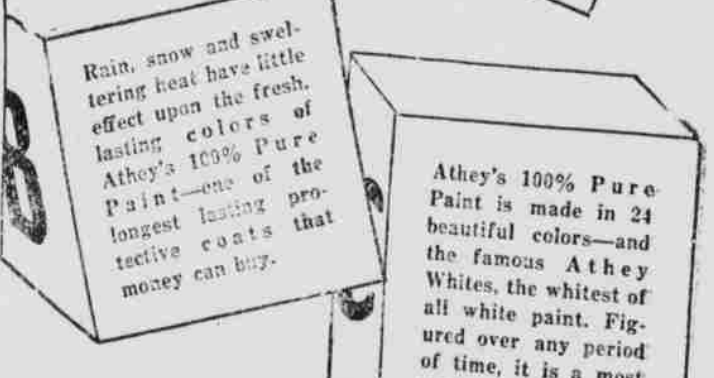 Rain, snow and swel-
tering heat have little
effect upon the fresh,
lasting colors of
Athey's 100% Pure
Paint—one of the
longest lasting pro-
tective coats that
money can buy.
Athey's 100% Pure
Paint is made in 24
beautiful colors—and
the famous Athey
Whites, the whitest of
all white paint. Fig-
ured over any period
of time, it is a most